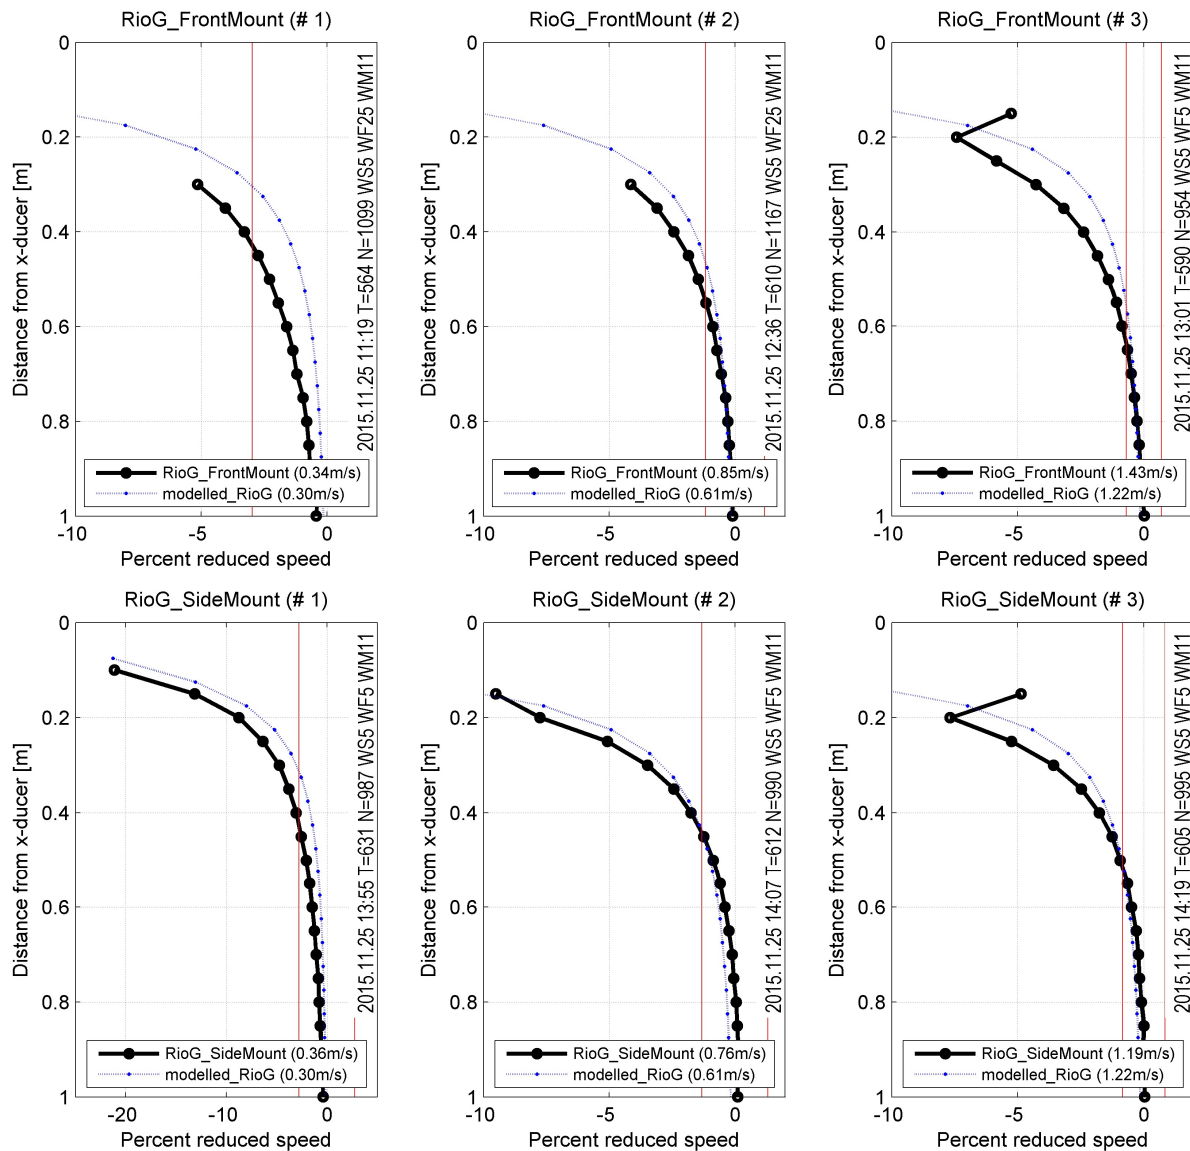 RioG_FrontMount (# 1)
0
0.2
0.4
0.6
0.8
1
-10
-5
0
Distance from x-ducer [m]
Percent reduced speed
2015.11.25 11:19 T=564 N=1099 WS5 WF25 WM11
RioG_FrontMount (0.34m/s)
modelled_RioG (0.30m/s)
RioG_FrontMount (# 2)
0
0.2
0.4
0.6
0.8
1
-10
-5
0
Distance from x-ducer [m]
Percent reduced speed
2015.11.25 12:36 T=610 N=1167 WS5 WF25 WM11
RioG_FrontMount (0.85m/s)
modelled_RioG (0.61m/s)
RioG_FrontMount (# 3)
0
0.2
0.4
0.6
0.8
1
-10
-5
0
Distance from x-ducer [m]
Percent reduced speed
2015.11.25 13:01 T=590 N=954 WS5 WF5 WM11
RioG_FrontMount (1.43m/s)
modelled_RioG (1.22m/s)
RioG_SideMount (# 1)
0
0.2
0.4
0.6
0.8
1
-20
-10
0
Distance from x-ducer [m]
Percent reduced speed
2015.11.25 13:55 T=631 N=987 WS5 WF5 WM11
RioG_SideMount (0.36m/s)
modelled_RioG (0.30m/s)
RioG_SideMount (# 2)
0
0.2
0.4
0.6
0.8
1
-10
-5
0
Distance from x-ducer [m]
Percent reduced speed
2015.11.25 14:07 T=612 N=990 WS5 WF5 WM11
RioG_SideMount (0.76m/s)
modelled_RioG (0.61m/s)
RioG_SideMount (# 3)
0
0.2
0.4
0.6
0.8
1
-10
-5
0
Distance from x-ducer [m]
Percent reduced speed
2015.11.25 14:19 T=605 N=995 WS5 WF5 WM11
RioG_SideMount (1.19m/s)
modelled_RioG (1.22m/s)